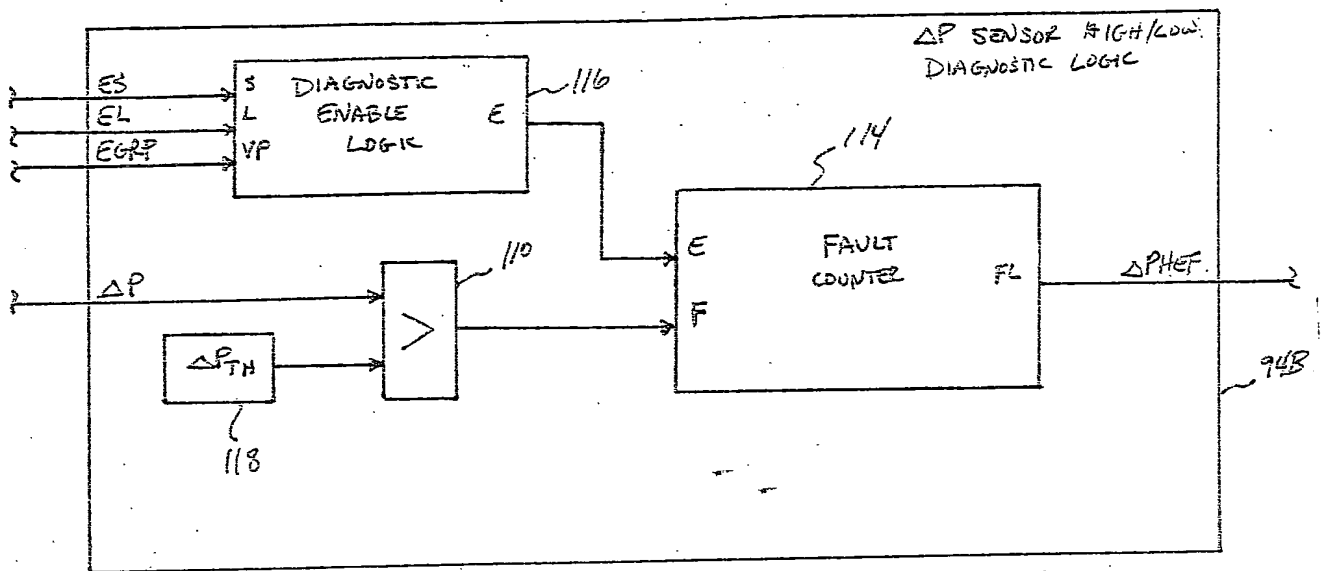 ΔP SENSOR HIGH/LOW
DIAGNOSTIC LOGIC
ES
EL
EGRP
S
L
VP
DIAGNOSTIC
ENABLE
LOGIC
E
116
114
ΔP
110
>
ΔPTH
118
E
F
FAULT
COUNTER
FL
ΔPHEF
94B